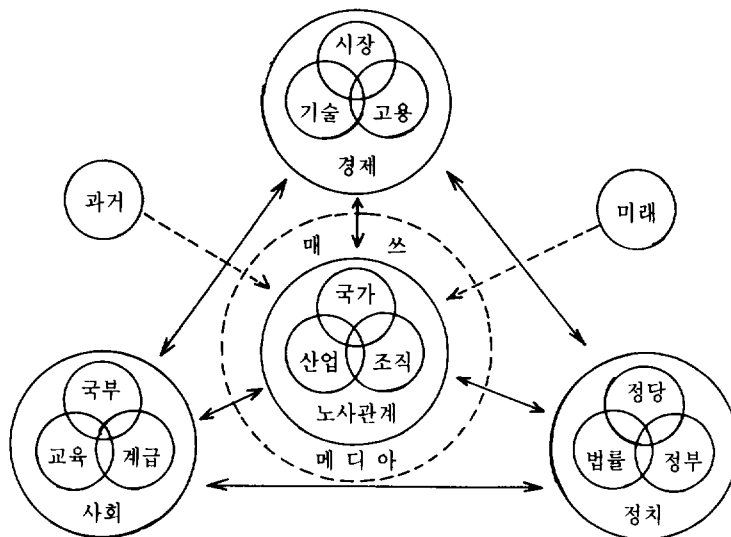 시장
기술 고용
경제
과거
미래
매 쓰
국가
산업 조직
노사관계
메 디 아
국부
교육 계급
사회
정당
법률 정부
정치